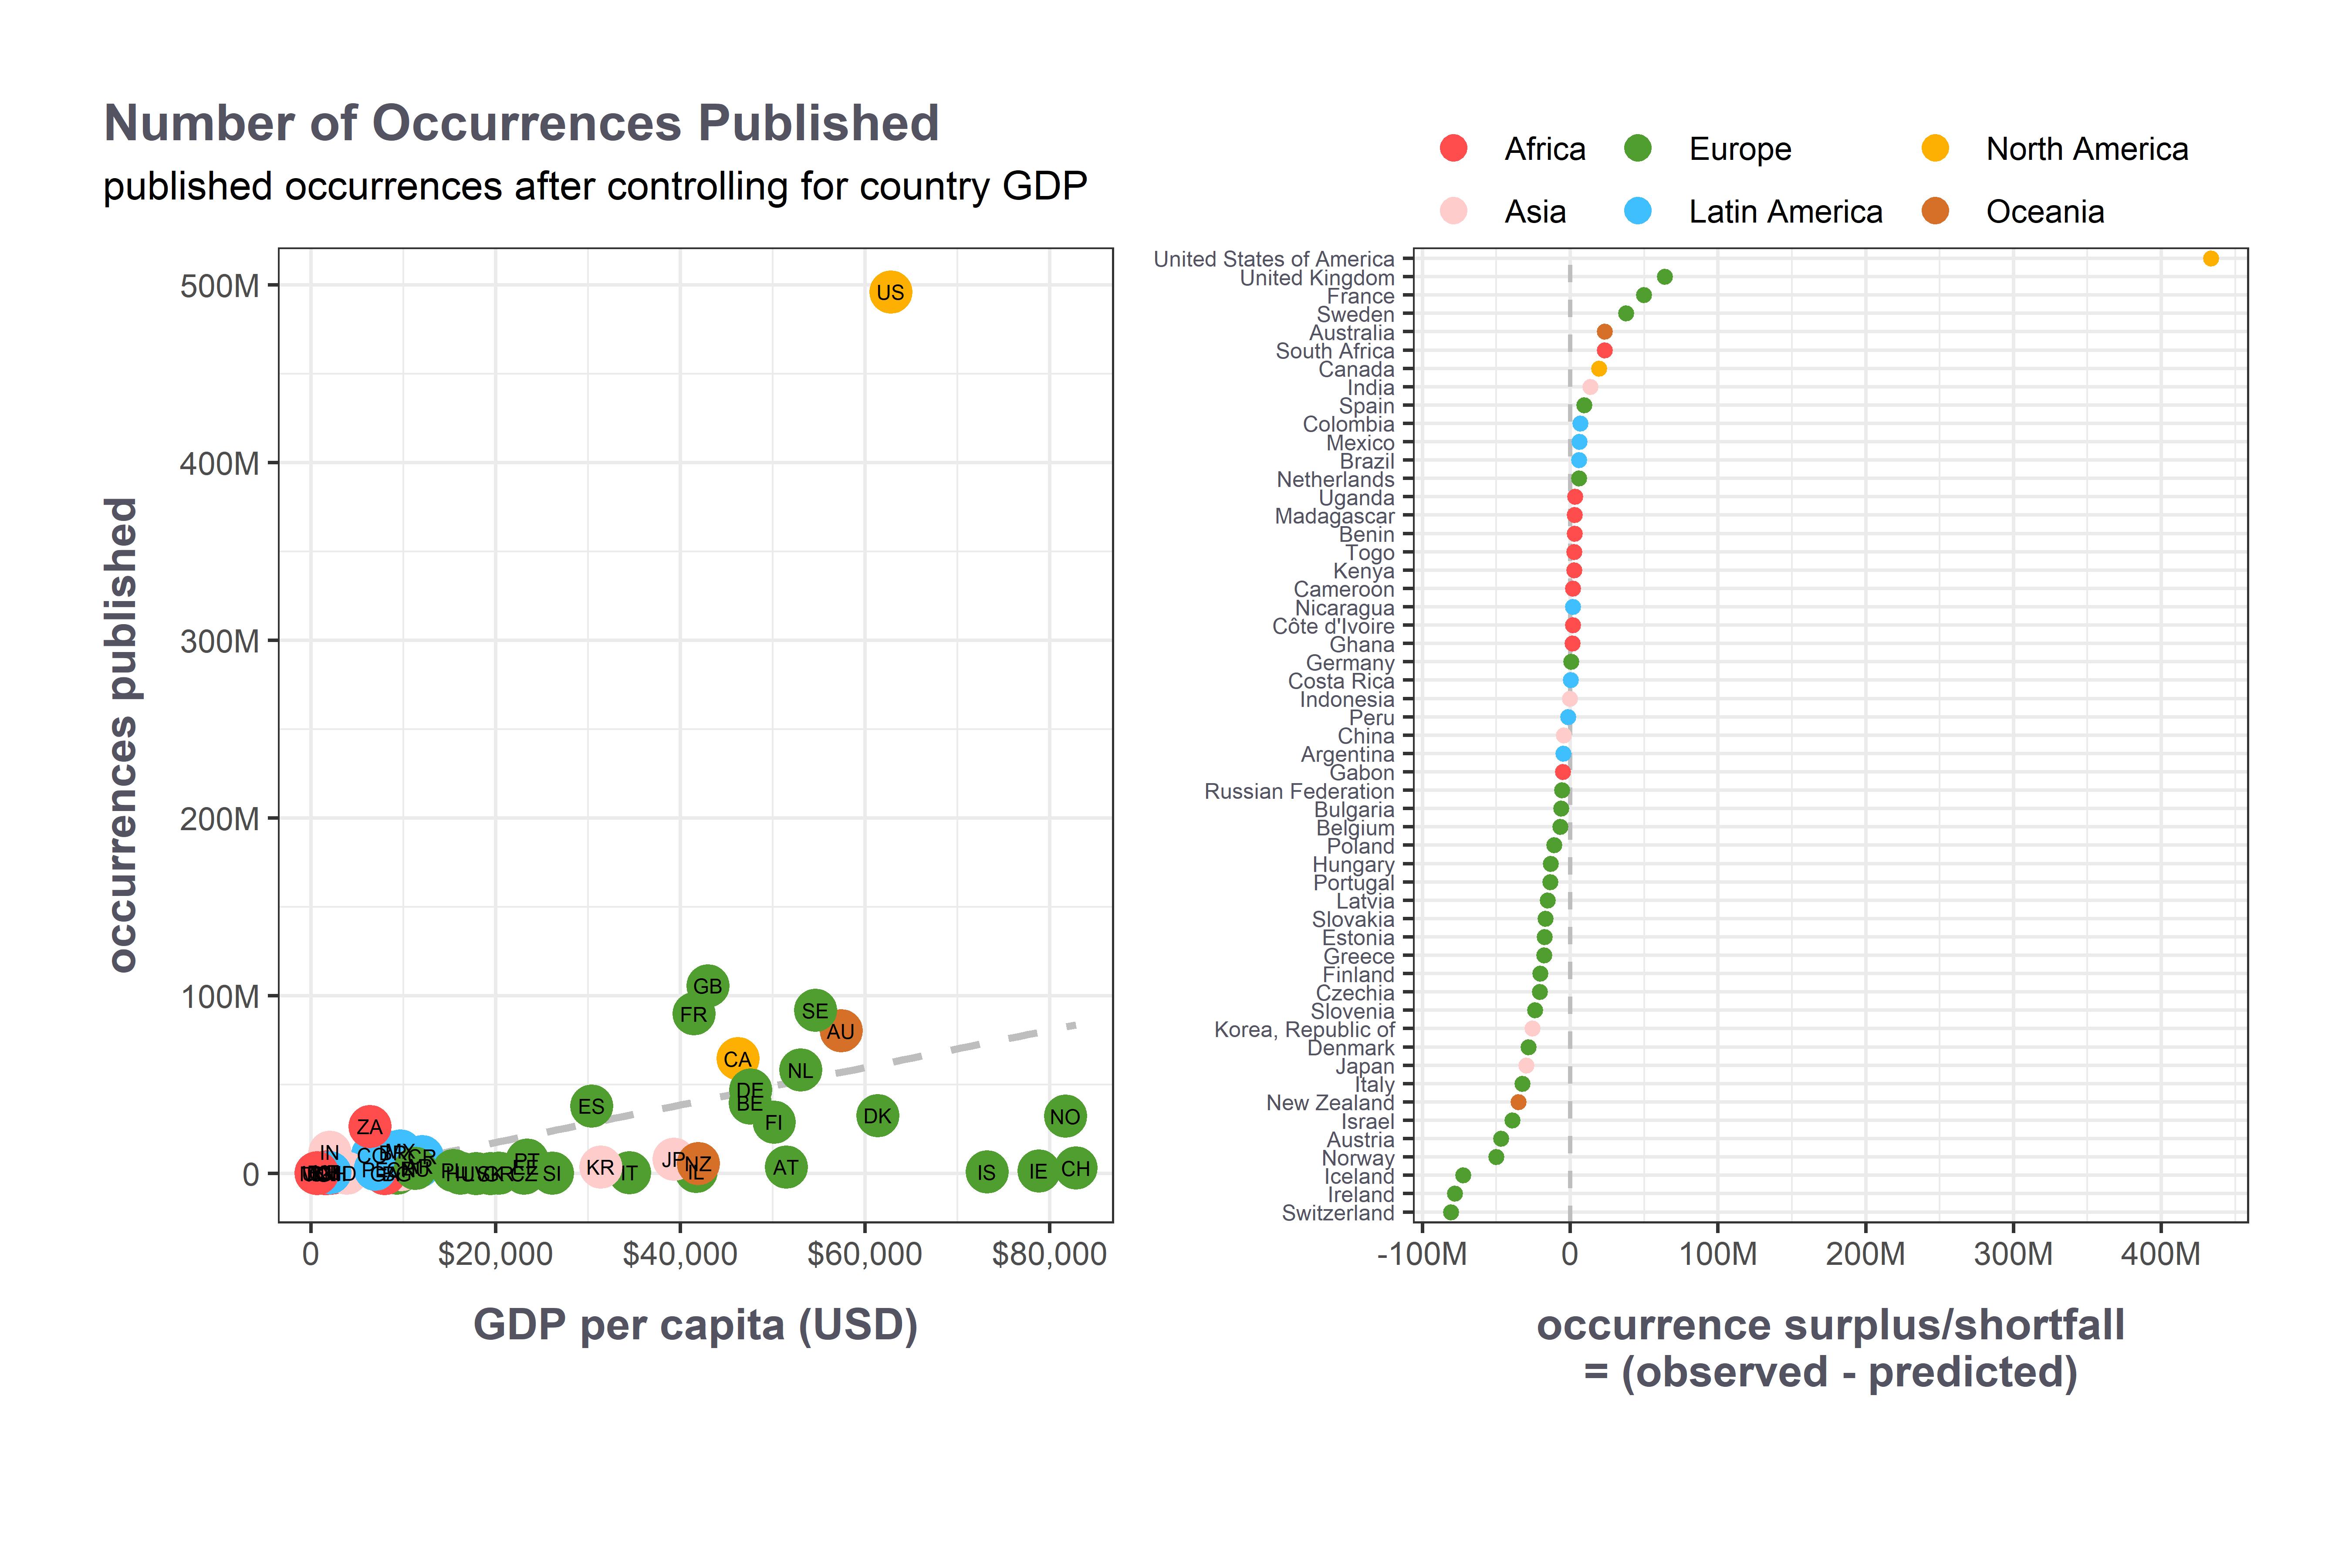 Number of Occurrences Published
published occurrences after controlling for country GDP
Africa
Europe
North America
Asia
Latin America
Oceania
occurrences published
500M
400M
300M
200M
100M
0
US
GB
FR
SE
AU
CA
NL
DE
BE
ES
FI
DK
NO
ZA
IN
CO
MX
CR
PE
PL
PT
CZ
SI
KR
IT
JP
NZ
IL
AT
IS
IE
CH
0
$20,000
$40,000
$60,000
$80,000
GDP per capita (USD)
United States of America
United Kingdom
France
Sweden
Australia
South Africa
Canada
India
Spain
Colombia
Mexico
Brazil
Netherlands
Uganda
Madagascar
Benin
Togo
Kenya
Cameroon
Nicaragua
Côte d'Ivoire
Ghana
Germany
Costa Rica
Indonesia
Peru
China
Argentina
Gabon
Russian Federation
Bulgaria
Belgium
Poland
Hungary
Portugal
Latvia
Slovakia
Estonia
Greece
Finland
Czechia
Slovenia
Korea, Republic of
Denmark
Japan
Italy
New Zealand
Israel
Austria
Norway
Iceland
Ireland
Switzerland
-100M
0
100M
200M
300M
400M
occurrence surplus/shortfall
= (observed - predicted)